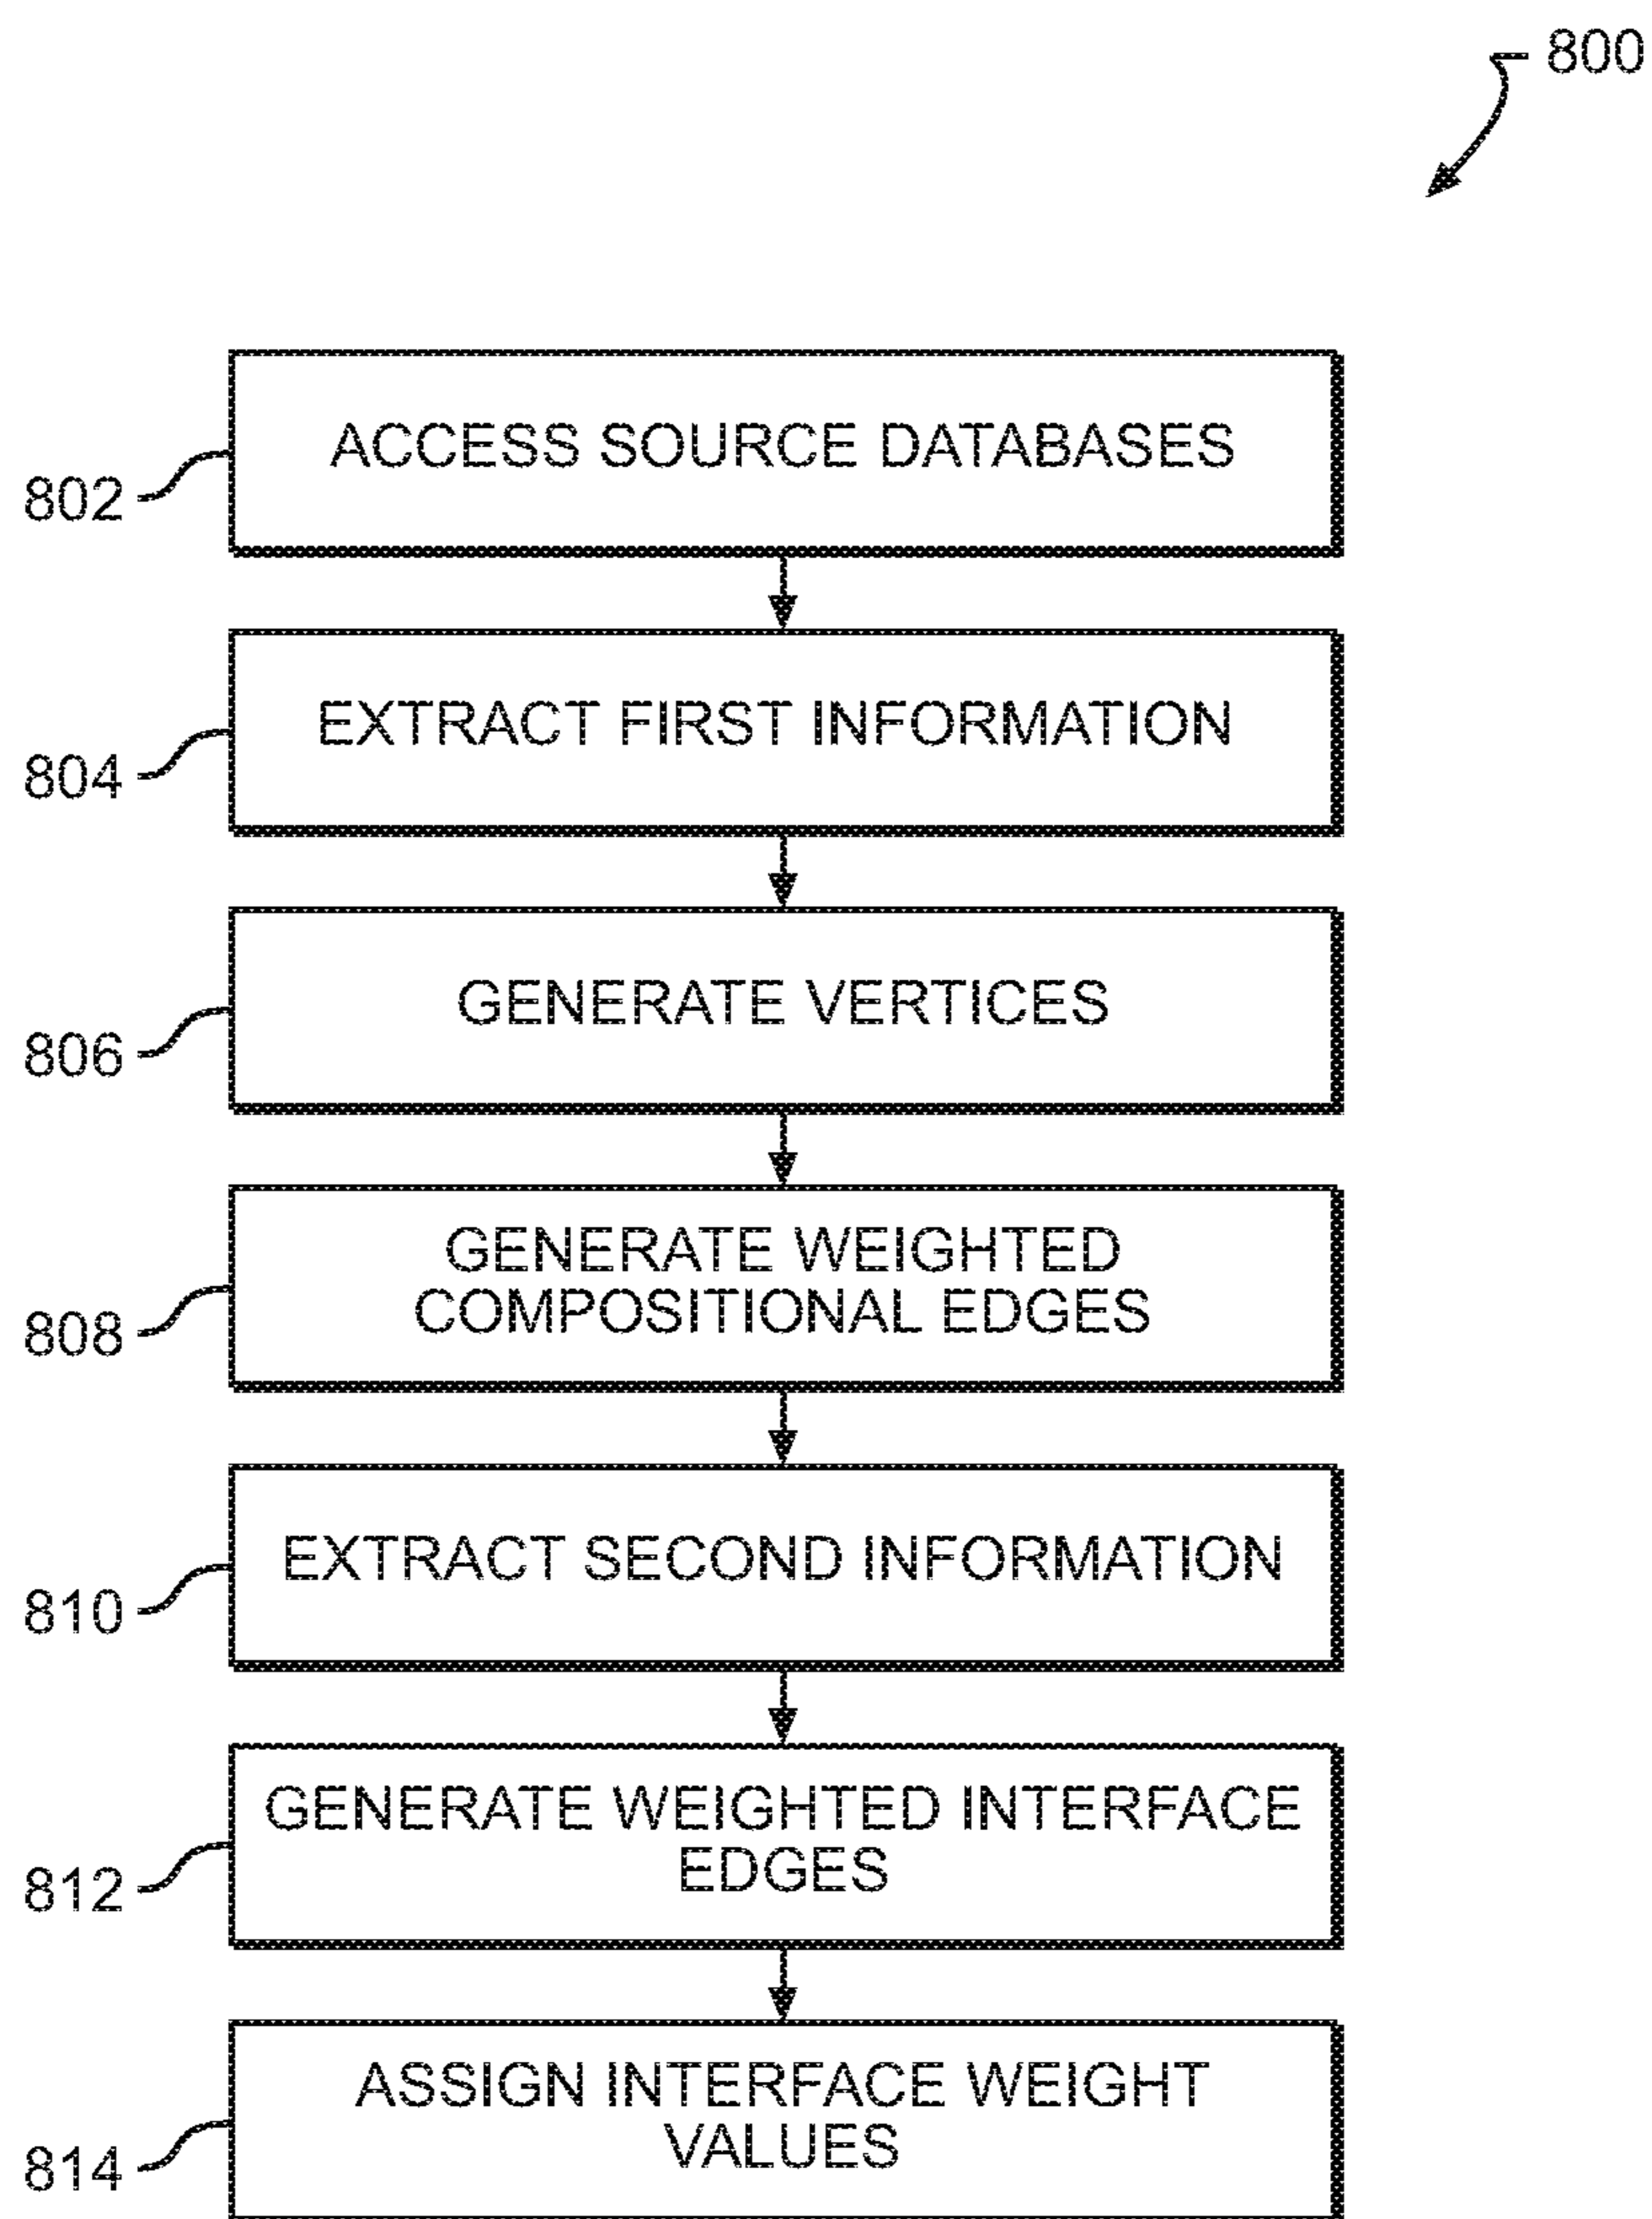 800
ACCESS SOURCE DATABASES
802
EXTRACT FIRST INFORMATION
804
GENERATE VERTICES
806
GENERATE WEIGHTED
COMPOSITIONAL EDGES
808
EXTRACT SECOND INFORMATION
810
GENERATE WEIGHTED INTERFACE
EDGES
812
ASSIGN INTERFACE WEIGHT
VALUES
814